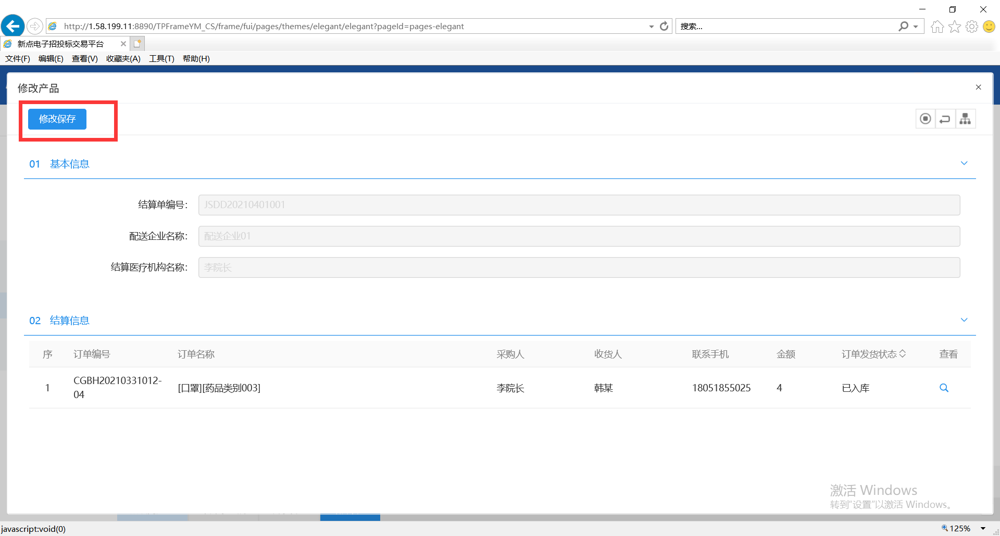 http://1.58.199.11:8890/TPFrameYM_CS/frame/fui/pages/themes/elegant/elegant?pageId=pages-elegant
搜索...
新点电子招投标交易平台
文件(F) 编辑(E) 查看(V) 收藏夹(A) 工具(T) 帮助(H)
修改产品
修改保存
01 基本信息
结算单编号： JSDD20210401001
配送企业名称： 配送企业01
结算医疗机构名称： 李院长
02 结算信息
序 订单编号 订单名称 采购人 收货人 联系手机 金额 订单发货状态 查看
1 CGBH20210331012-04 [口罩][药品类别003] 李院长 韩某 18051855025 4 已入库
激活 Windows
转到“设置”以激活 Windows。
javascript:void(0)
125%